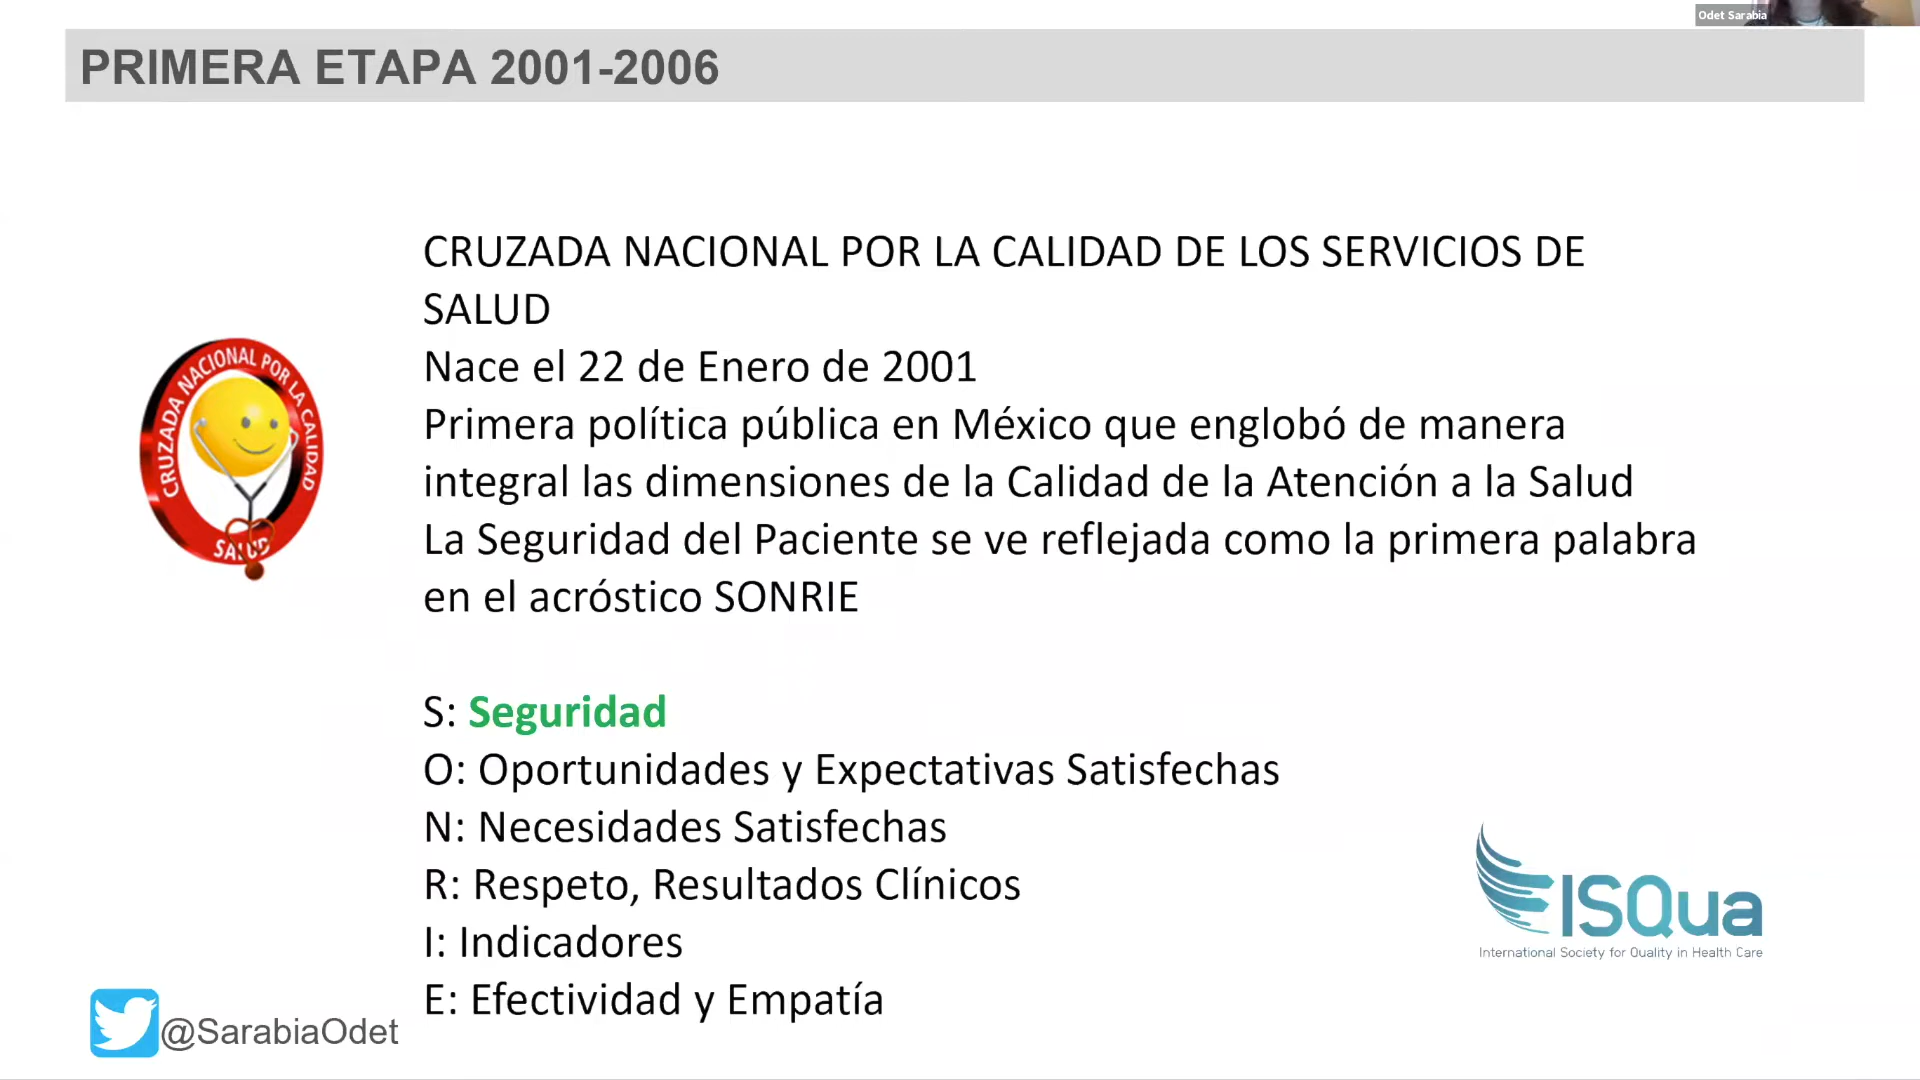 Odet Sarabia
PRIMERA ETAPA 2001-2006
CRUZADA NACIONAL POR LA CALIDAD DE LOS SERVICIOS DE
SALUD
Nace el 22 de Enero de 2001
Primera política pública en México que englobó de manera
integral las dimensiones de la Calidad de la Atención a la Salud
La Seguridad del Paciente se ve reflejada como la primera palabra
en el acróstico SONRIE
CRUZADA NACIONAL POR LA CALIDAD
SALUD
S: Seguridad
O: Oportunidades y Expectativas Satisfechas
N: Necesidades Satisfechas
R: Respeto, Resultados Clínicos
I: Indicadores
E: Efectividad y Empatía
ISQua
International Society for Quality in Health Care
@SarabiaOdet